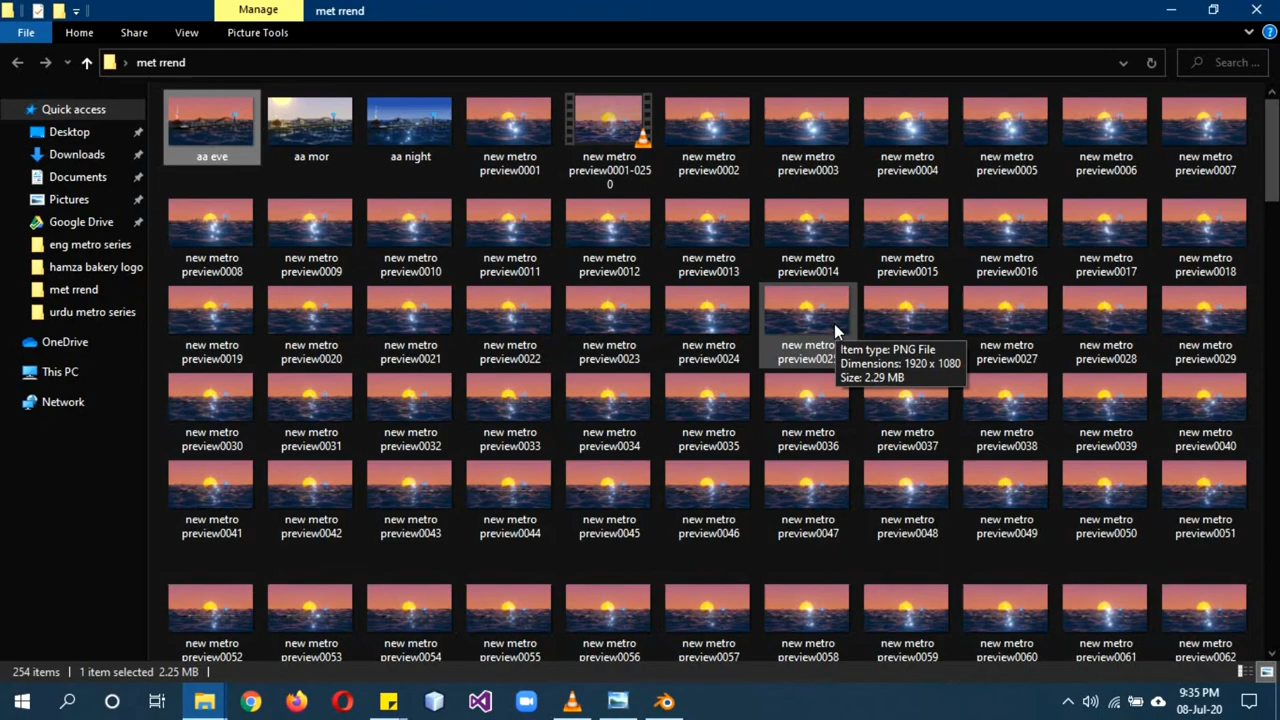 Manage
met rrend
File
Home
Share
View
Picture Tools
met rrend
Search ...
Quick access
Desktop
Downloads
Documents
Pictures
Google Drive
eng metro series
hamza bakery logo
met rrend
urdu metro series
OneDrive
This PC
Network
aa eve
aa mor
aa night
new metro preview0001
new metro preview0001-0250
new metro preview0002
new metro preview0003
new metro preview0004
new metro preview0005
new metro preview0006
new metro preview0007
new metro preview0008
new metro preview0009
new metro preview0010
new metro preview0011
new metro preview0012
new metro preview0013
new metro preview0014
new metro preview0015
new metro preview0016
new metro preview0017
new metro preview0018
new metro preview0019
new metro preview0020
new metro preview0021
new metro preview0022
new metro preview0023
new metro preview0024
new metro
Item type: PNG File
Dimensions: 1920 x 1080
Size: 2.29 MB
new metro preview0027
new metro preview0028
new metro preview0029
new metro preview0030
new metro preview0031
new metro preview0032
new metro preview0033
new metro preview0034
new metro preview0035
new metro preview0036
new metro preview0037
new metro preview0038
new metro preview0039
new metro preview0040
new metro preview0041
new metro preview0042
new metro preview0043
new metro preview0044
new metro preview0045
new metro preview0046
new metro preview0047
new metro preview0048
new metro preview0049
new metro preview0050
new metro preview0051
new metro preview0052
new metro preview0053
new metro preview0054
new metro preview0055
new metro preview0056
new metro preview0057
new metro preview0058
new metro preview0059
new metro preview0060
new metro preview0061
new metro preview0062
254 items
1 item selected 2.25 MB
9:35 PM
08-Jul-20